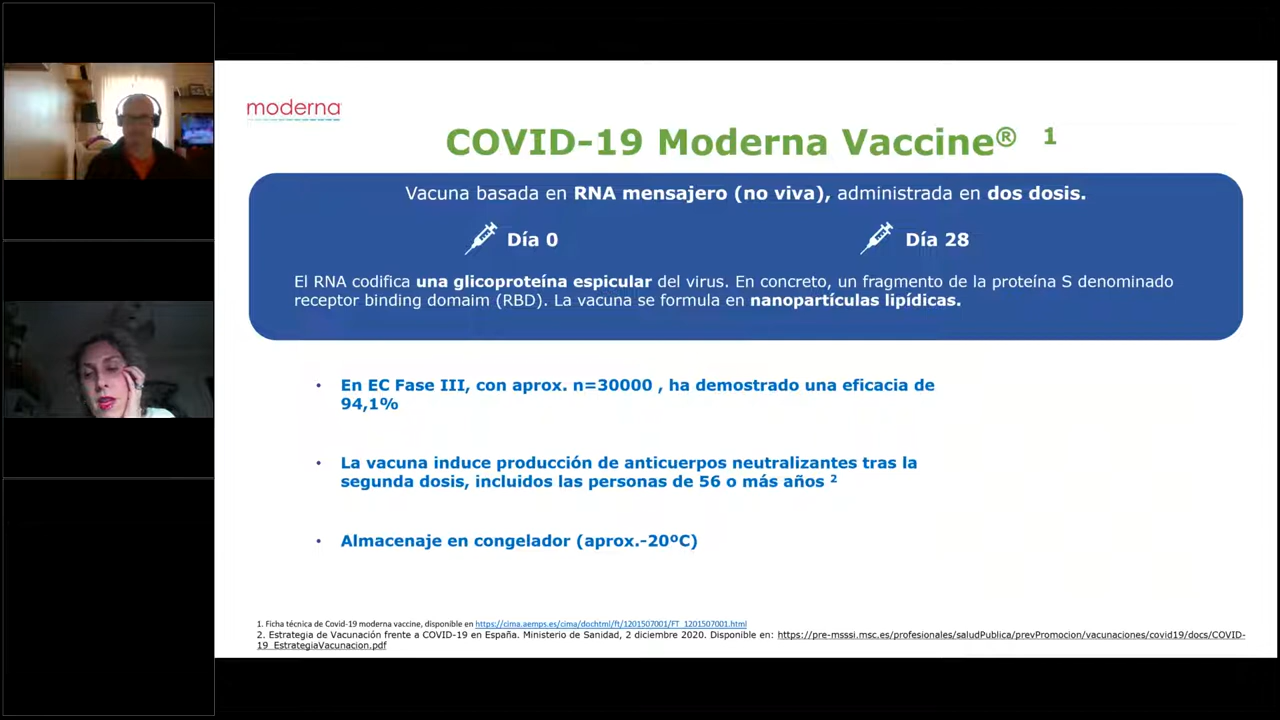 moderna
COVID-19 Moderna Vaccine® 1
Vacuna basada en RNA mensajero (no viva), administrada en dos dosis.
Día 0
Día 28
El RNA codifica una glicoproteína espicular del virus. En concreto, un fragmento de la proteína S denominado
receptor binding domaim (RBD). La vacuna se formula en nanopartículas lipídicas.
• En EC Fase III, con aprox. n=30000 , ha demostrado una eficacia de
94,1%
• La vacuna induce producción de anticuerpos neutralizantes tras la
segunda dosis, incluidos las personas de 56 o más años 2
• Almacenaje en congelador (aprox.-20ºC)
1. Ficha técnica de Covid-19 moderna vaccine, disponible en https://cima.aemps.es/cima/dochtml/ft/1201507001/FT_1201507001.html
2. Estrategia de Vacunación frente a COVID-19 en España. Ministerio de Sanidad, 2 diciembre 2020. Disponible en: https://pre-msssi.msc.es/profesionales/saludPublica/prevPromocion/vacunaciones/covid19/docs/COVID-
19_EstrategiaVacunacion.pdf